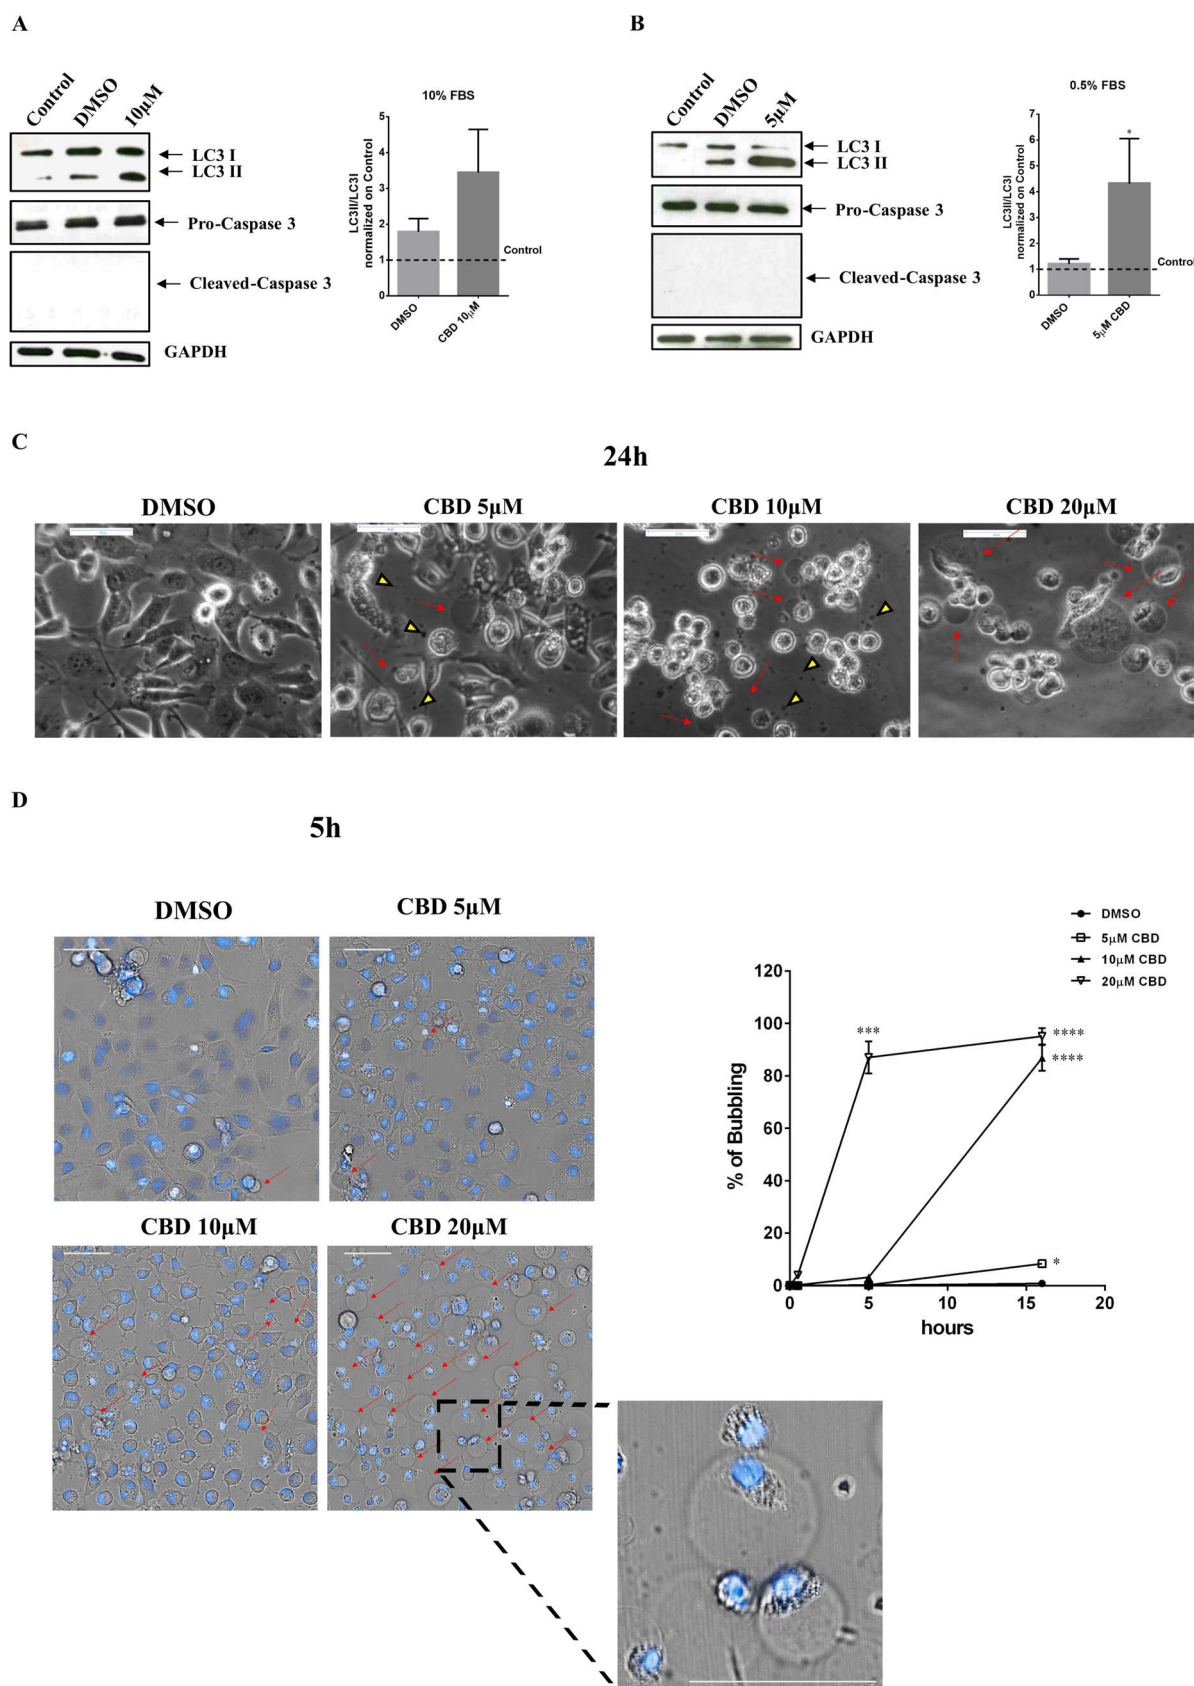 A
B
Control
DMSO
10μM
LC3 I
LC3 II
Pro-Caspase 3
Cleaved-Caspase 3
GAPDH
10% FBS
LC3II/LC3I
normalized on Control
5
4
3
2
1
0
Control
DMSO
CBD 10μM
Control
DMSO
5μM
LC3 I
LC3 II
Pro-Caspase 3
Cleaved-Caspase 3
GAPDH
0.5% FBS
LC3II/LC3I
normalized on Control
7
6
5
4
3
2
1
0
*
Control
DMSO
5μM CBD
C
24h
DMSO
CBD 5μM
CBD 10μM
CBD 20μM
D
5h
DMSO
CBD 5μM
CBD 10μM
CBD 20μM
DMSO
5μM CBD
10μM CBD
20μM CBD
% of Bubbling
120
100
80
60
40
20
0
***
****
****
*
0
5
10
15
20
hours